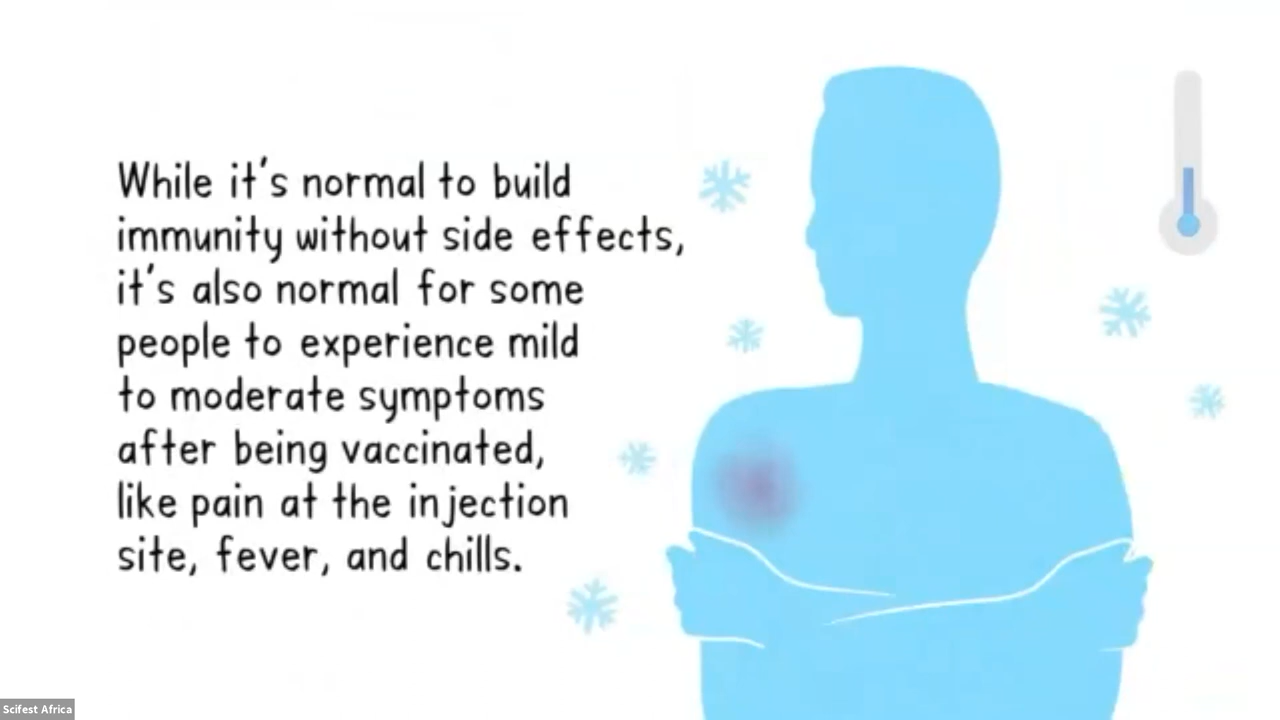 While it's normal to build
immunity without side effects,
it's also normal for some
people to experience mild
to moderate symptoms
after being vaccinated,
like pain at the injection
site, fever, and chills.
Scifest Africa